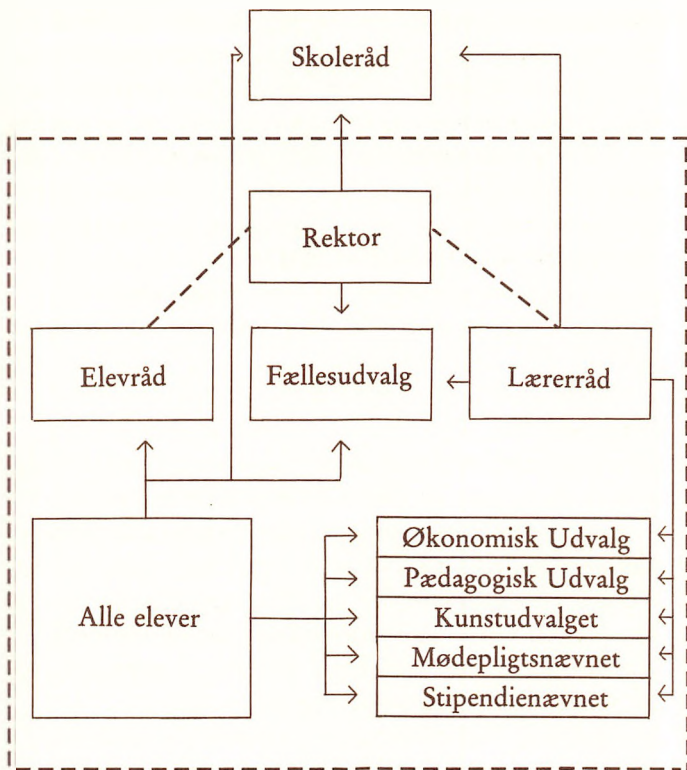 Skoleråd
Rektor
Elevråd
Fællesudvalg
Lærerråd
Alle elever
Økonomisk Udvalg
Pædagogisk Udvalg
Kunstudvalget
Mødepligtsnævnet
Stipendienævnet